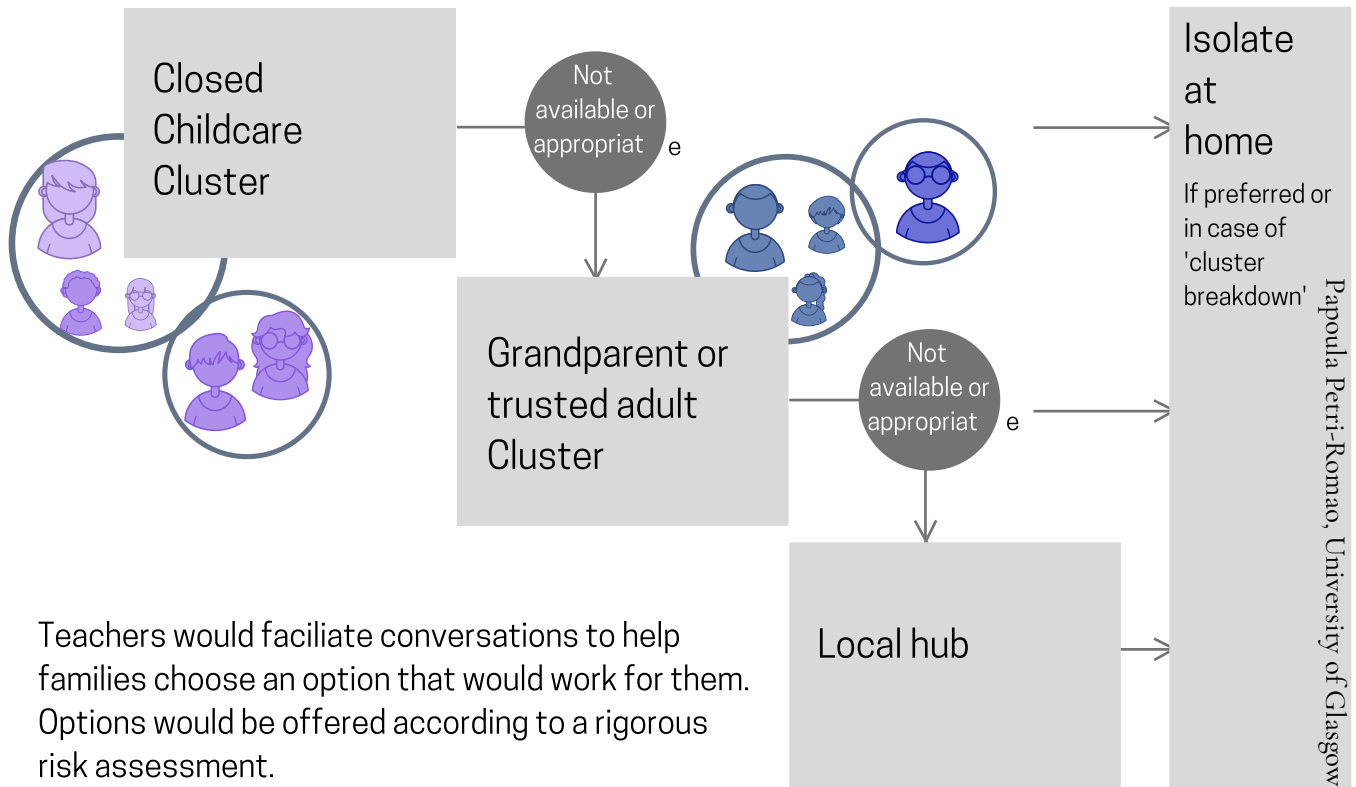 Closed
Childcare
Cluster
Not
available or
appropriat
e
Grandparent or
trusted adult
Cluster
Not
available or
appropriat
e
Local hub
Isolate
at
home
If preferred or
in case of
'cluster
breakdown'
Papoula Petri-Romao, University of Glasgow
Teachers would faciliate conversations to help
families choose an option that would work for them.
Options would be offered according to a rigorous
risk assessment.